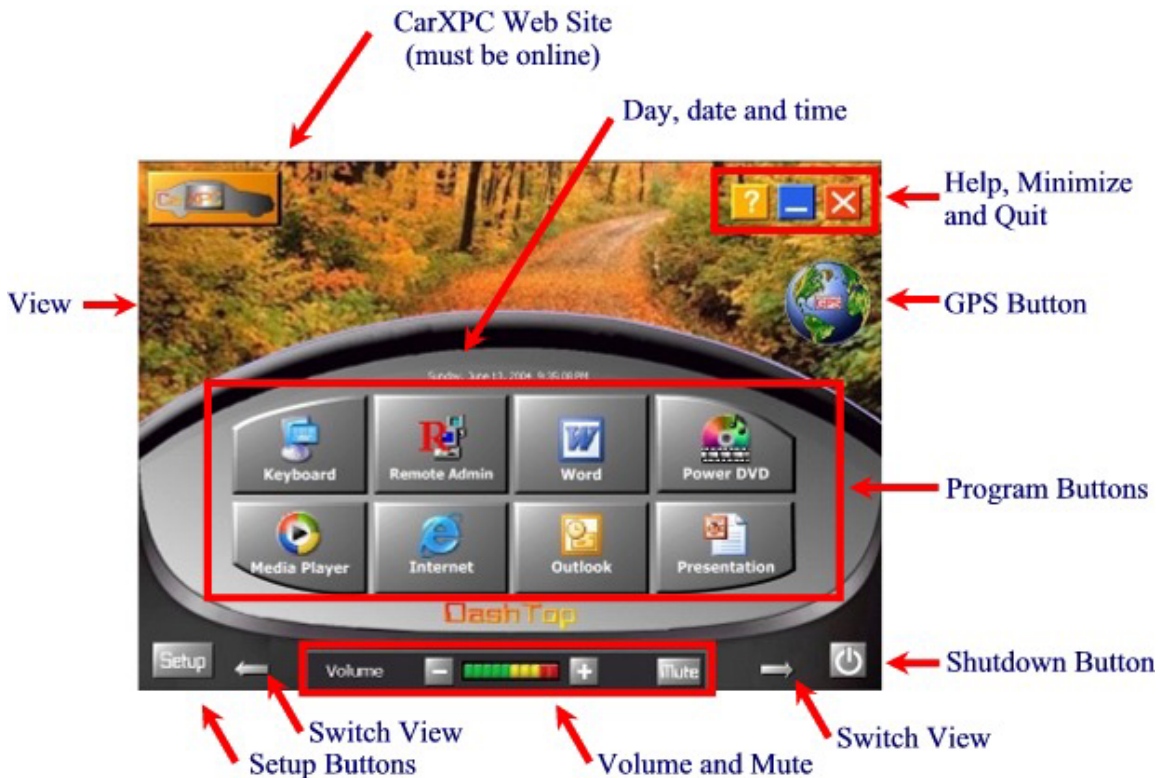 CarXPC Web Site
(must be online)
Day, date and time
Help, Minimize
and Quit
?
View
GPS
GPS Button
Sunday, June 13, 2004 9:35:08 PM
Keyboard
Remote Admin
Word
Power DVD
Program Buttons
Media Player
Internet
Outlook
Presentation
DashTop
Setup
Volume
-
+
Mute
Shutdown Button
Switch View
Setup Buttons
Volume and Mute
Switch View